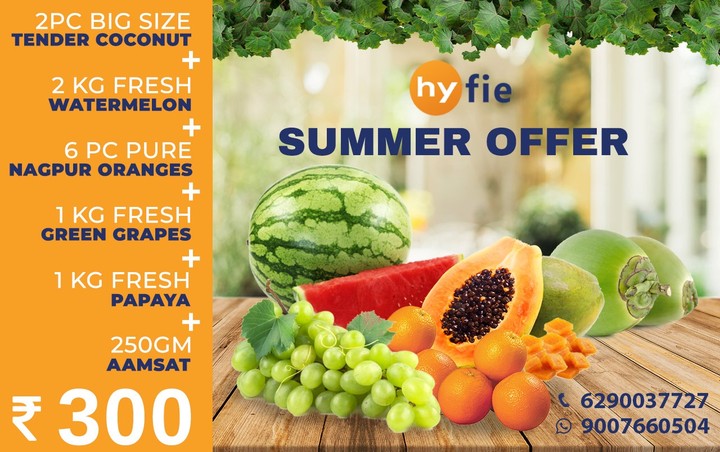 2PC BIG SIZE
TENDER COCONUT
+
2 KG FRESH
WATERMELON
+
6 PC PURE
NAGPUR ORANGES
+
1 KG FRESH
GREEN GRAPES
+
1 KG FRESH
PAPAYA
+
250GM
AAMSAT
₹ 300
hyfie
SUMMER OFFER
6290037727
9007660504